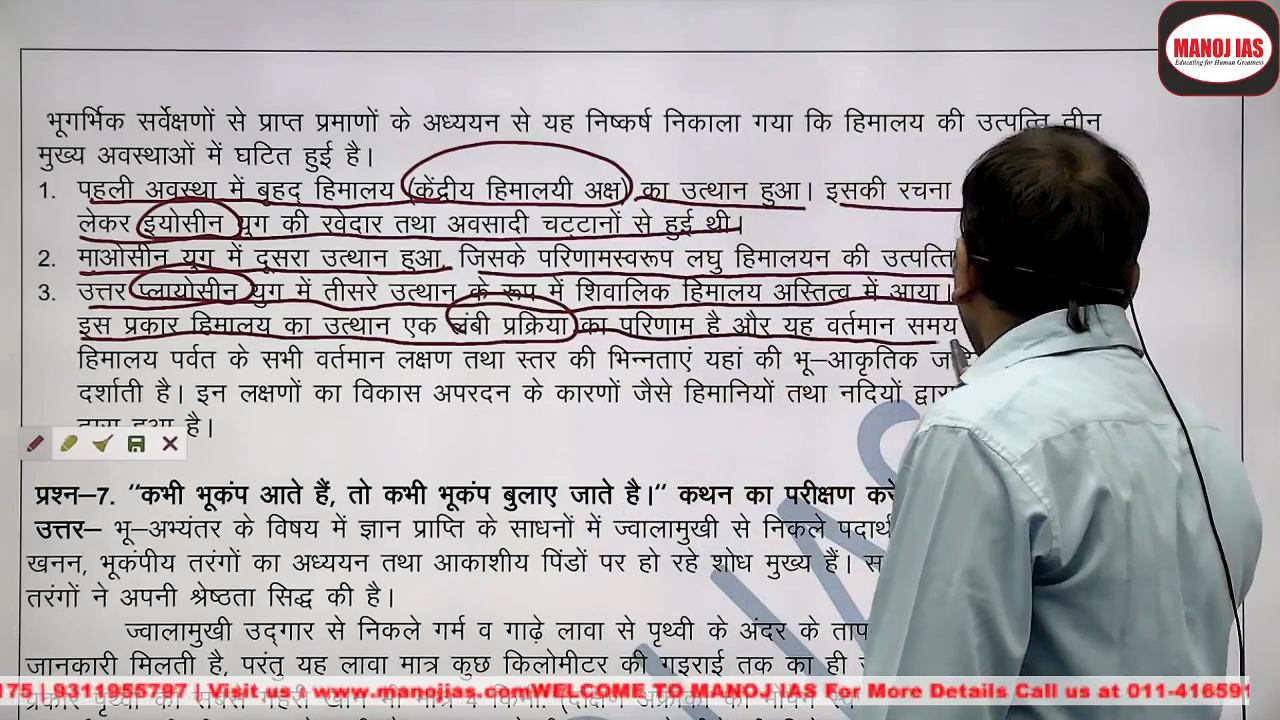 MANOJ IAS
Educating for Human Greatness
भूगर्भिक सर्वेक्षणों से प्राप्त प्रमाणों के अध्ययन से यह निष्कर्ष निकाला गया कि हिमालय की उत्पत्ति तीन
मुख्य अवस्थाओं में घटित हुई है।
1. पहली अवस्था में बृहद् हिमालय (केंद्रीय हिमालयी अक्ष) का उत्थान हुआ। इसकी रचना
लेकर इयोसीन युग की रवेदार तथा अवसादी चट्टानों से हुई थी।
2. माओसीन युग में दूसरा उत्थान हुआ, जिसके परिणामस्वरूप लघु हिमालयन की उत्पत्ति
3. उत्तर प्लायोसीन युग में तीसरे उत्थान के रूप में शिवालिक हिमालय अस्तित्व में आया।
इस प्रकार हिमालय का उत्थान एक लंबी प्रक्रिया का परिणाम है और यह वर्तमान समय
हिमालय पर्वत के सभी वर्तमान लक्षण तथा स्तर की भिन्नताएं यहां की भू–आकृतिक
दर्शाती है। इन लक्षणों का विकास अपरदन के कारणों जैसे हिमानियों तथा नदियों द्वारा
द्वारा हुआ है।
प्रश्न–7. ‘‘कभी भूकंप आते हैं, तो कभी भूकंप बुलाए जाते है।’’ कथन का परीक्षण करें
उत्तर– भू–अभ्यंतर के विषय में ज्ञान प्राप्ति के साधनों में ज्वालामुखी से निकले पदार्थ
खनन, भूकंपीय तरंगों का अध्ययन तथा आकाशीय पिंडों पर हो रहे शोध मुख्य हैं।
तरंगों ने अपनी श्रेष्ठता सिद्ध की है।
ज्वालामुखी उद्गार से निकले गर्म व गाढ़े लावा से पृथ्वी के अंदर के ताप
जानकारी मिलती है, परंतु यह लावा मात्र कुछ किलोमीटर की गहराई तक का ही
175 | 9311955797 | Visit us : www.manojias.comWELCOME TO MANOJ IAS For More Details Call us at 011-41659